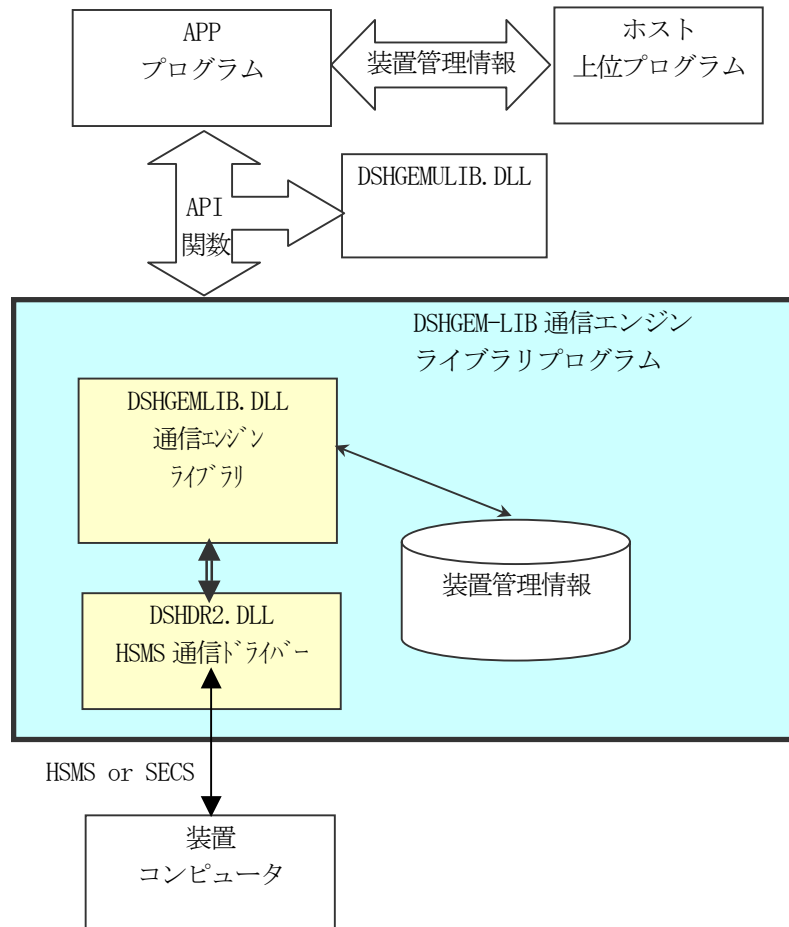 APP
プログラム
装置管理情報
ホスト
上位プログラム
API
関数
DSHGEMULIB.DLL
DSHGEM-LIB 通信エンジン
ライブラリプログラム
DSHGEMLIB.DLL
通信ｴﾝｼﾞﾝ
ﾗｲﾌﾞﾗﾘ
装置管理情報
DSHDR2.DLL
HSMS 通信ﾄﾞﾗｲﾊﾞｰ
HSMS or SECS
装置
コンピュータ